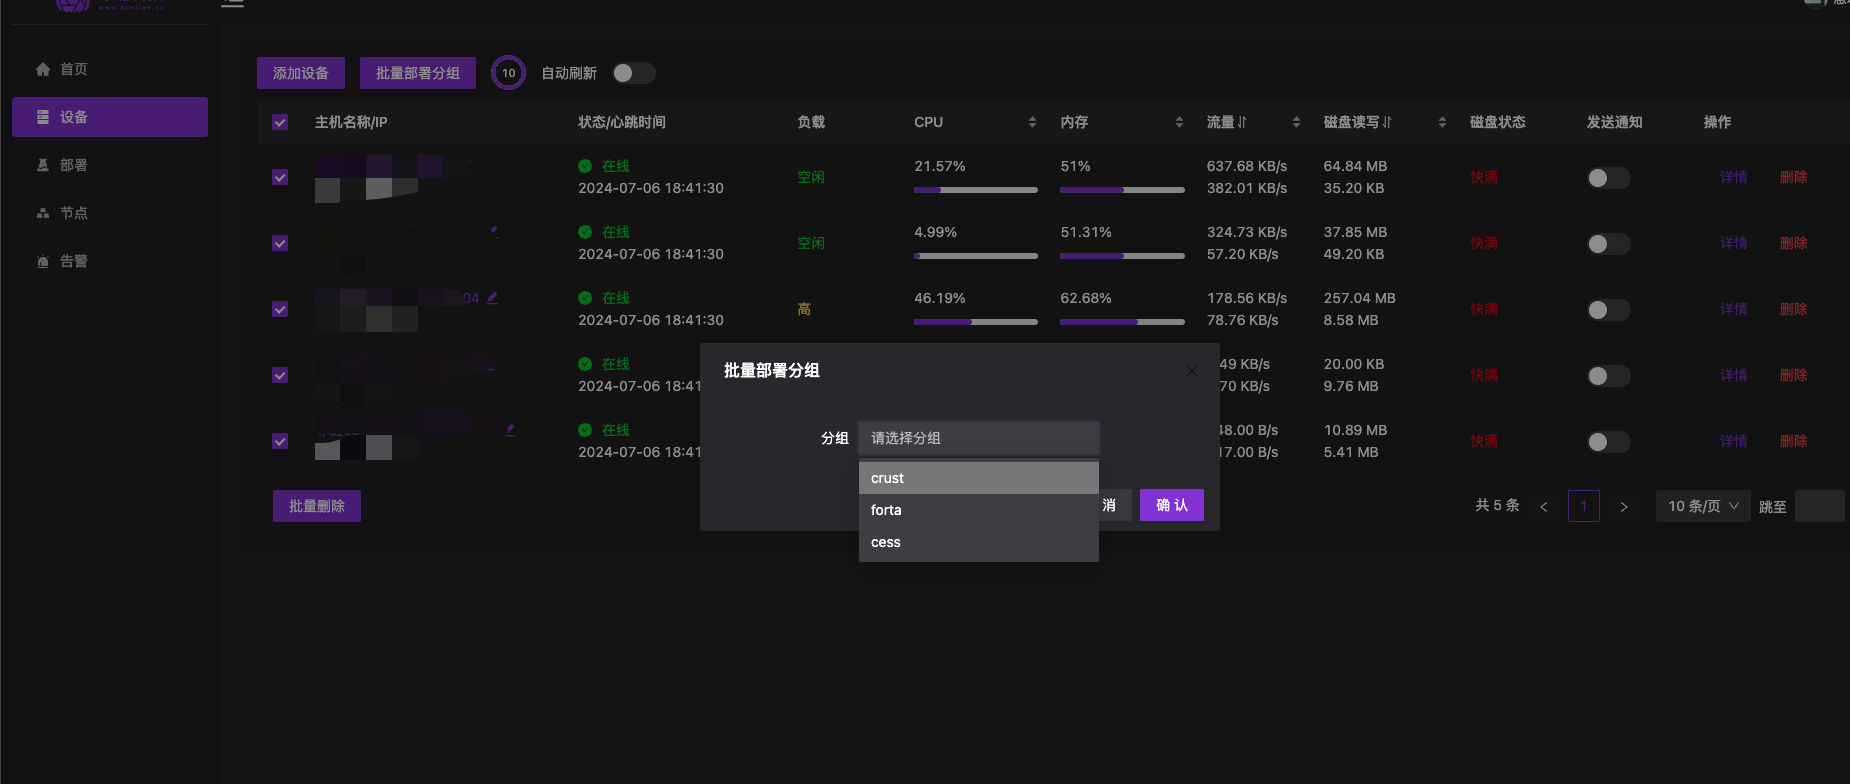 www.xunlian.co
首页
设备
部署
节点
告警
添加设备 批量部署分组 10 自动刷新
主机名称/IP 状态/心跳时间 负载 CPU 内存 流量 磁盘读写 磁盘状态 发送通知 操作
在线 空闲 21.57% 51% 637.68 KB/s 64.84 MB 快满 详情 删除
2024-07-06 18:41:30 382.01 KB/s 35.20 KB
在线 空闲 4.99% 51.31% 324.73 KB/s 37.85 MB 快满 详情 删除
2024-07-06 18:41:30 57.20 KB/s 49.20 KB
04 在线 高 46.19% 62.68% 178.56 KB/s 257.04 MB 快满 详情 删除
2024-07-06 18:41:30 78.76 KB/s 8.58 MB
在线 49 KB/s 20.00 KB 快满 详情 删除
2024-07-06 18:41 70 KB/s 9.76 MB
在线 48.00 B/s 10.89 MB 快满 详情 删除
2024-07-06 18:41 17.00 B/s 5.41 MB
批量部署分组
分组 请选择分组
crust
forta
cess
消 确认
批量删除
共 5 条 < 1 > 10 条/页 跳至